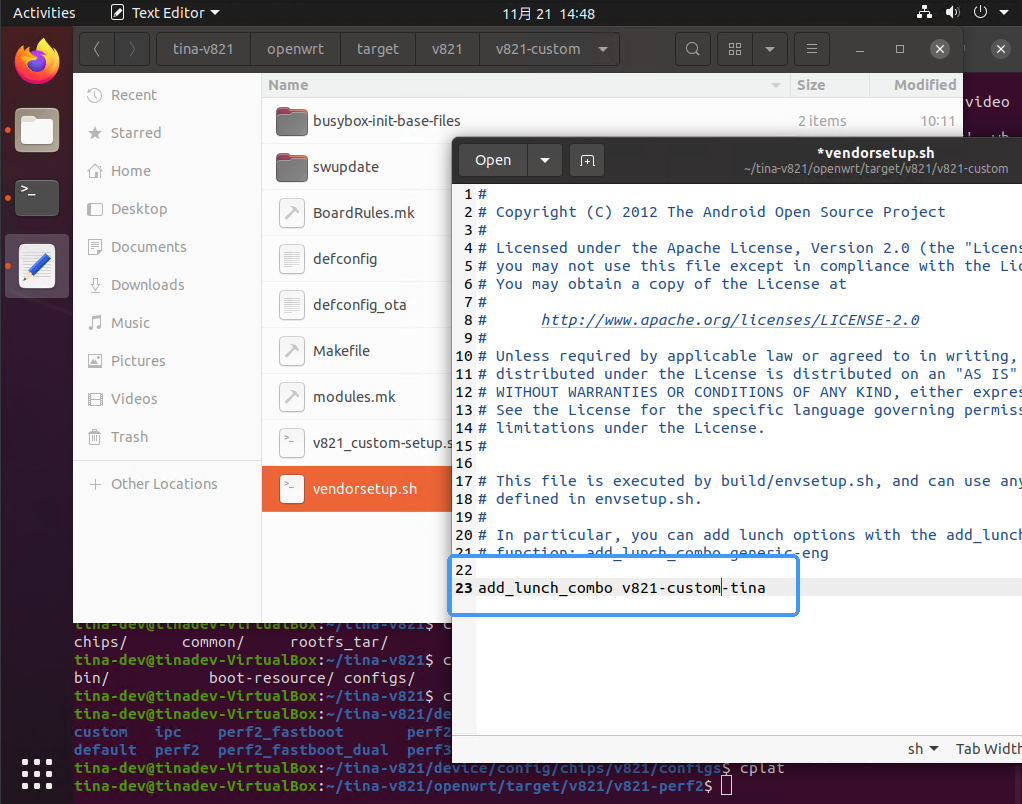 Activities
Text Editor
11月 21 14:48
tina-v821
openwrt
target
v821
v821-custom
Recent
Starred
Home
Desktop
Documents
Downloads
Music
Pictures
Videos
Trash
Other Locations
Name
Size
Modified
busybox-init-base-files
2 items
10:11
swupdate
BoardRules.mk
defconfig
defconfig_ota
Makefile
modules.mk
v821_custom-setup.s
vendorsetup.sh
video
Open
*vendorsetup.sh
~/tina-v821/openwrt/target/v821/v821-custom
1 #
2 # Copyright (C) 2012 The Android Open Source Project
3 #
4 # Licensed under the Apache License, Version 2.0 (the "Licens
5 # you may not use this file except in compliance with the Lic
6 # You may obtain a copy of the License at
7 #
8 # http://www.apache.org/licenses/LICENSE-2.0
9 #
10 # Unless required by applicable law or agreed to in writing,
11 # distributed under the License is distributed on an "AS IS"
12 # WITHOUT WARRANTIES OR CONDITIONS OF ANY KIND, either expres
13 # See the License for the specific language governing permiss
14 # limitations under the License.
15 #
16
17 # This file is executed by build/envsetup.sh, and can use any
18 # defined in envsetup.sh.
19 #
20 # In particular, you can add lunch options with the add_lunch
21 # function: add_lunch_combo generic-eng
22
23 add_lunch_combo v821-custom-tina
sh
Tab Width
tina-dev@tinadev-VirtualBox:~/tina-v821$ c
chips/ common/ rootfs_tar/
tina-dev@tinadev-VirtualBox:~/tina-v821$ c
bin/ boot-resource/ configs/
tina-dev@tinadev-VirtualBox:~/tina-v821$ c
tina-dev@tinadev-VirtualBox:~/tina-v821/de
custom ipc perf2_fastboot perf2
default perf2 perf2_fastboot_dual perf3
tina-dev@tinadev-VirtualBox:~/tina-v821/device/config/chips/v821/configs$ cplat
tina-dev@tinadev-VirtualBox:~/tina-v821/openwrt/target/v821/v821-perf2$